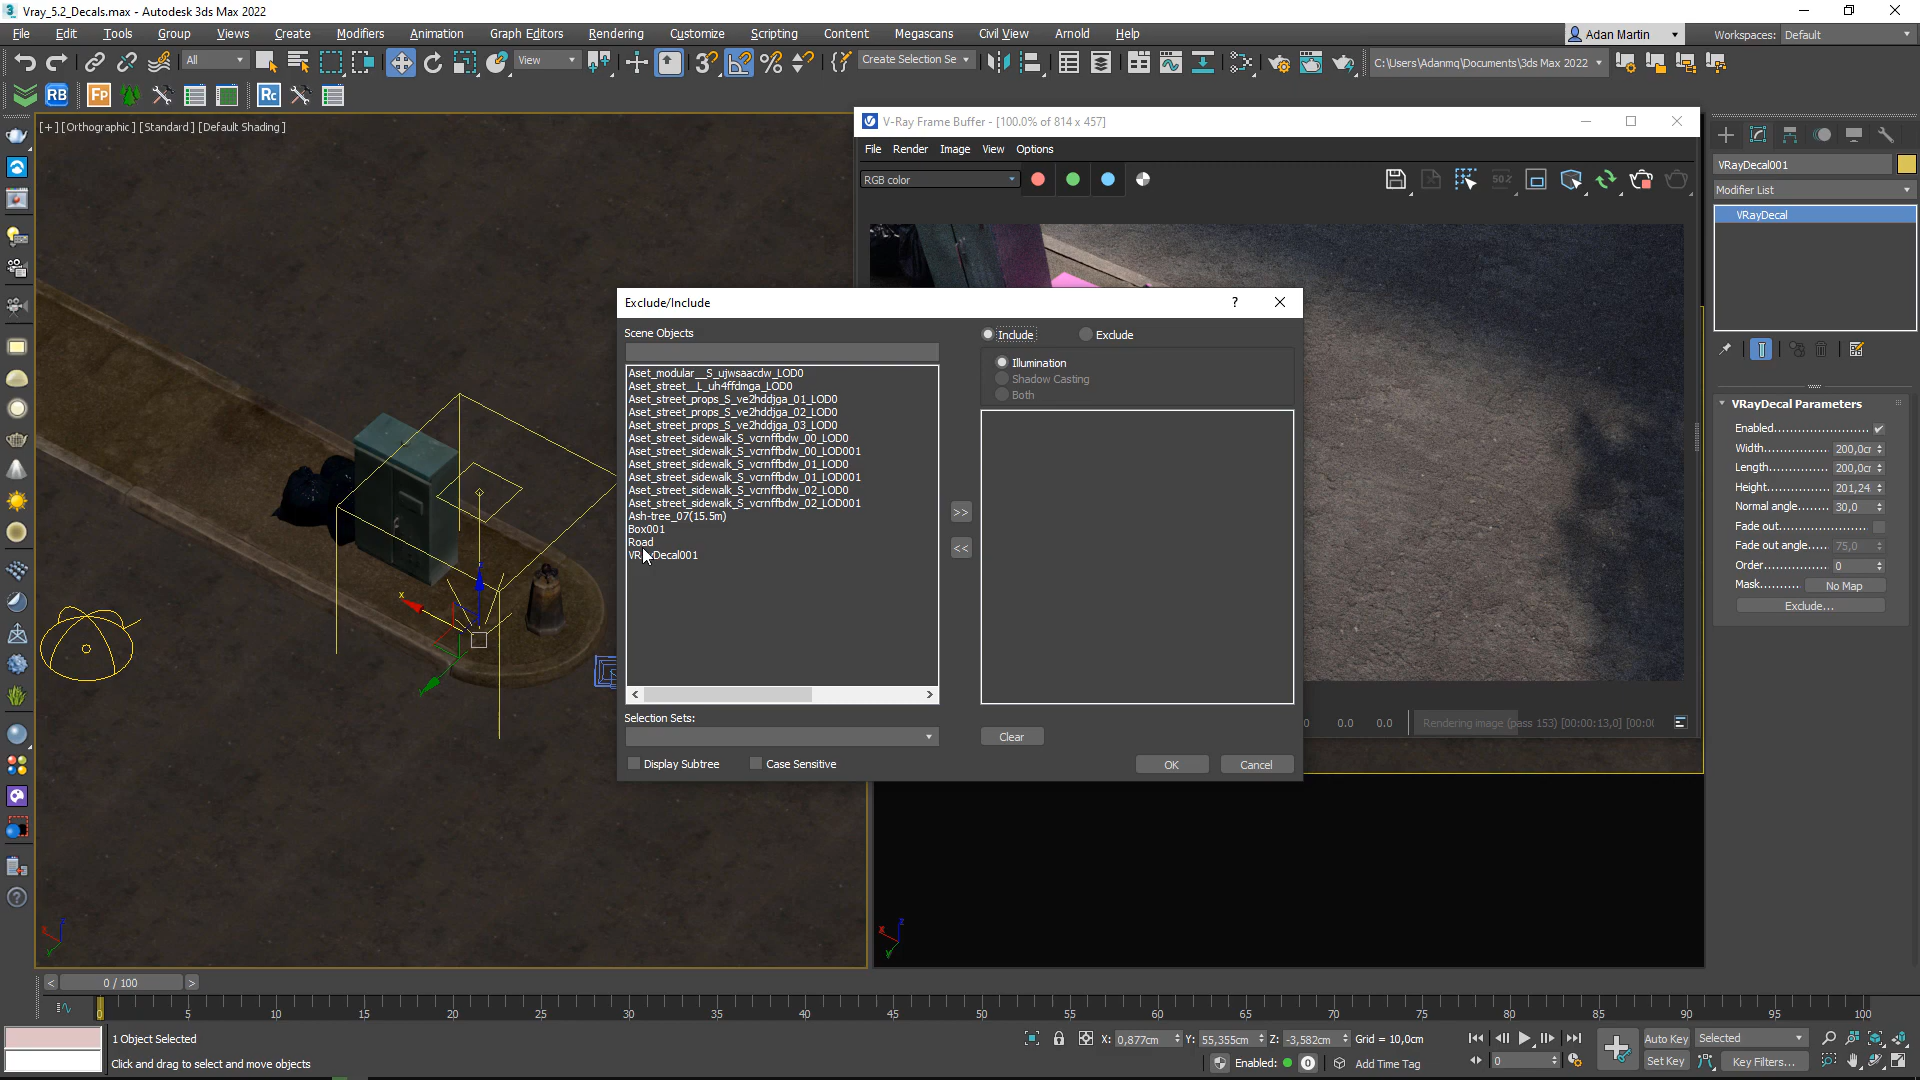 Vray_5.2_Decals.max - Autodesk 3ds Max 2022
File Edit Tools Group Views Create Modifiers Animation Graph Editors Rendering Customize Scripting Content Megascans Civil View Arnold Help
Adan Martin Workspaces: Default
All View Create Selection Se C:\Users\Adanmq\Documents\3ds Max 2022
RB Fp Rc
[+] [Orthographic] [Standard] [Default Shading]
V-Ray Frame Buffer - [100.0% of 814 x 457]
File Render Image View Options
RGB color
50%
VRayDecal001
Modifier List
VRayDecal
Exclude/Include
?
Scene Objects
Include Exclude
Illumination
Shadow Casting
Both
Aset_modular__S_ujwsaacdw_LOD0
Aset_street__L_uh4ffdmga_LOD0
Aset_street_props_S_ve2hddjga_01_LOD0
Aset_street_props_S_ve2hddjga_02_LOD0
Aset_street_props_S_ve2hddjga_03_LOD0
Aset_street_sidewalk_S_vcrnffbdw_00_LOD0
Aset_street_sidewalk_S_vcrnffbdw_00_LOD001
Aset_street_sidewalk_S_vcrnffbdw_01_LOD0
Aset_street_sidewalk_S_vcrnffbdw_01_LOD001
Aset_street_sidewalk_S_vcrnffbdw_02_LOD0
Aset_street_sidewalk_S_vcrnffbdw_02_LOD001
Ash-tree_07(15.5m)
Box001
Road
>>
<<
VRayDecal Parameters
Enabled
Width 200,0cr
Length 200,0cr
Height 201,24
Normal angle 30,0
Fade out
Fade out angle 75,0
Order 0
Mask No Map
Exclude...
Selection Sets:
Clear
Display Subtree Case Sensitive
OK Cancel
0.0 0.0 Rendering image (pass 153) [00:00:13,0] [00:0
< 0 / 100 >
0 5 10 15 20 25 30 35 40 45 50 55 60 65 70 75 80 85 90 95 100
1 Object Selected
Click and drag to select and move objects
X: 0,877cm Y: 55,355cm Z: -3,582cm Grid = 10,0cm
Enabled: 0 Add Time Tag
Auto Key Selected
0 Set Key Key Filters...